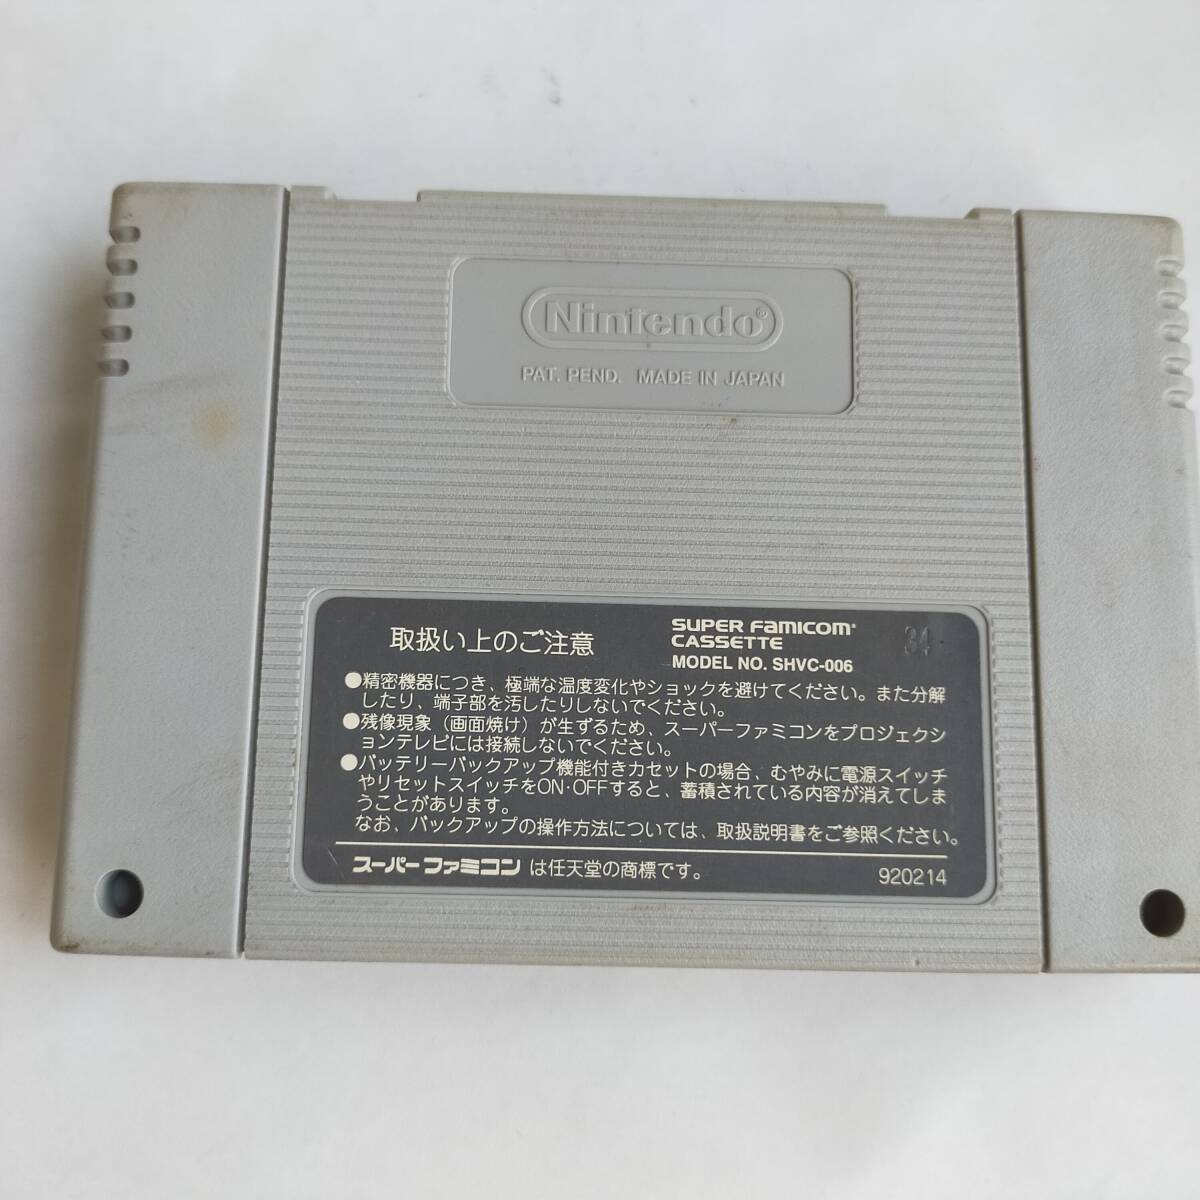 Nintendo®
PAT. PEND. MADE IN JAPAN
取扱い上のご注意
SUPER FAMICOM®
CASSETTE
MODEL NO. SHVC-006
34
●精密機器につき、極端な温度変化やショックを避けてください。また分解
したり、端子部を汚したりしないでください。
●残像現象（画面焼け）が生ずるため、スーパーファミコンをプロジェクシ
ョンテレビには接続しないでください。
●バッテリーバックアップ機能付きカセットの場合、むやみに電源スイッチ
やリセットスイッチをON・OFFすると、蓄積されている内容が消えてしま
うことがあります。
なお、バックアップの操作方法については、取扱説明書をご参照ください。
スーパーファミコン は任天堂の商標です。
920214